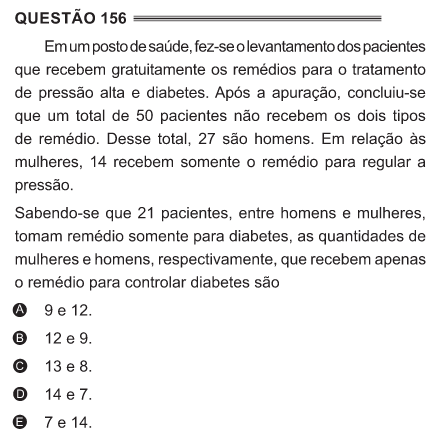 QUESTÃO 156
Em um posto de saúde, fez-se o levantamento dos pacientes
que recebem gratuitamente os remédios para o tratamento
de pressão alta e diabetes. Após a apuração, concluiu-se
que um total de 50 pacientes não recebem os dois tipos
de remédio. Desse total, 27 são homens. Em relação às
mulheres, 14 recebem somente o remédio para regular a
pressão.
Sabendo-se que 21 pacientes, entre homens e mulheres,
tomam remédio somente para diabetes, as quantidades de
mulheres e homens, respectivamente, que recebem apenas
o remédio para controlar diabetes são
A 9 e 12.
B 12 e 9.
C 13 e 8.
D 14 e 7.
E 7 e 14.